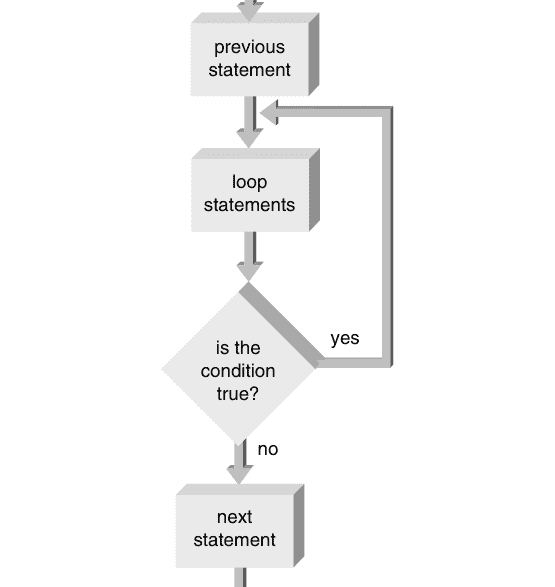 previous
statement
loop
statements
is the
condition
true?
yes
no
next
statement